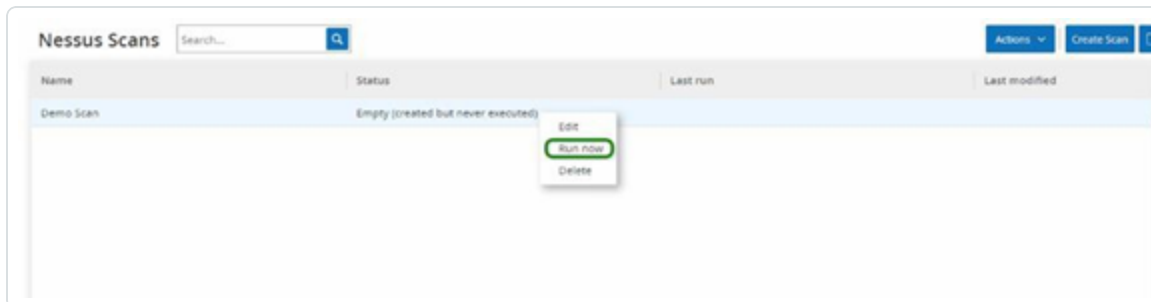 Nessus Scans Search... Actions Create Scan
Name Status Last run Last modified
Demo Scan Empty (created but never executed)
Edit
Run now
Delete